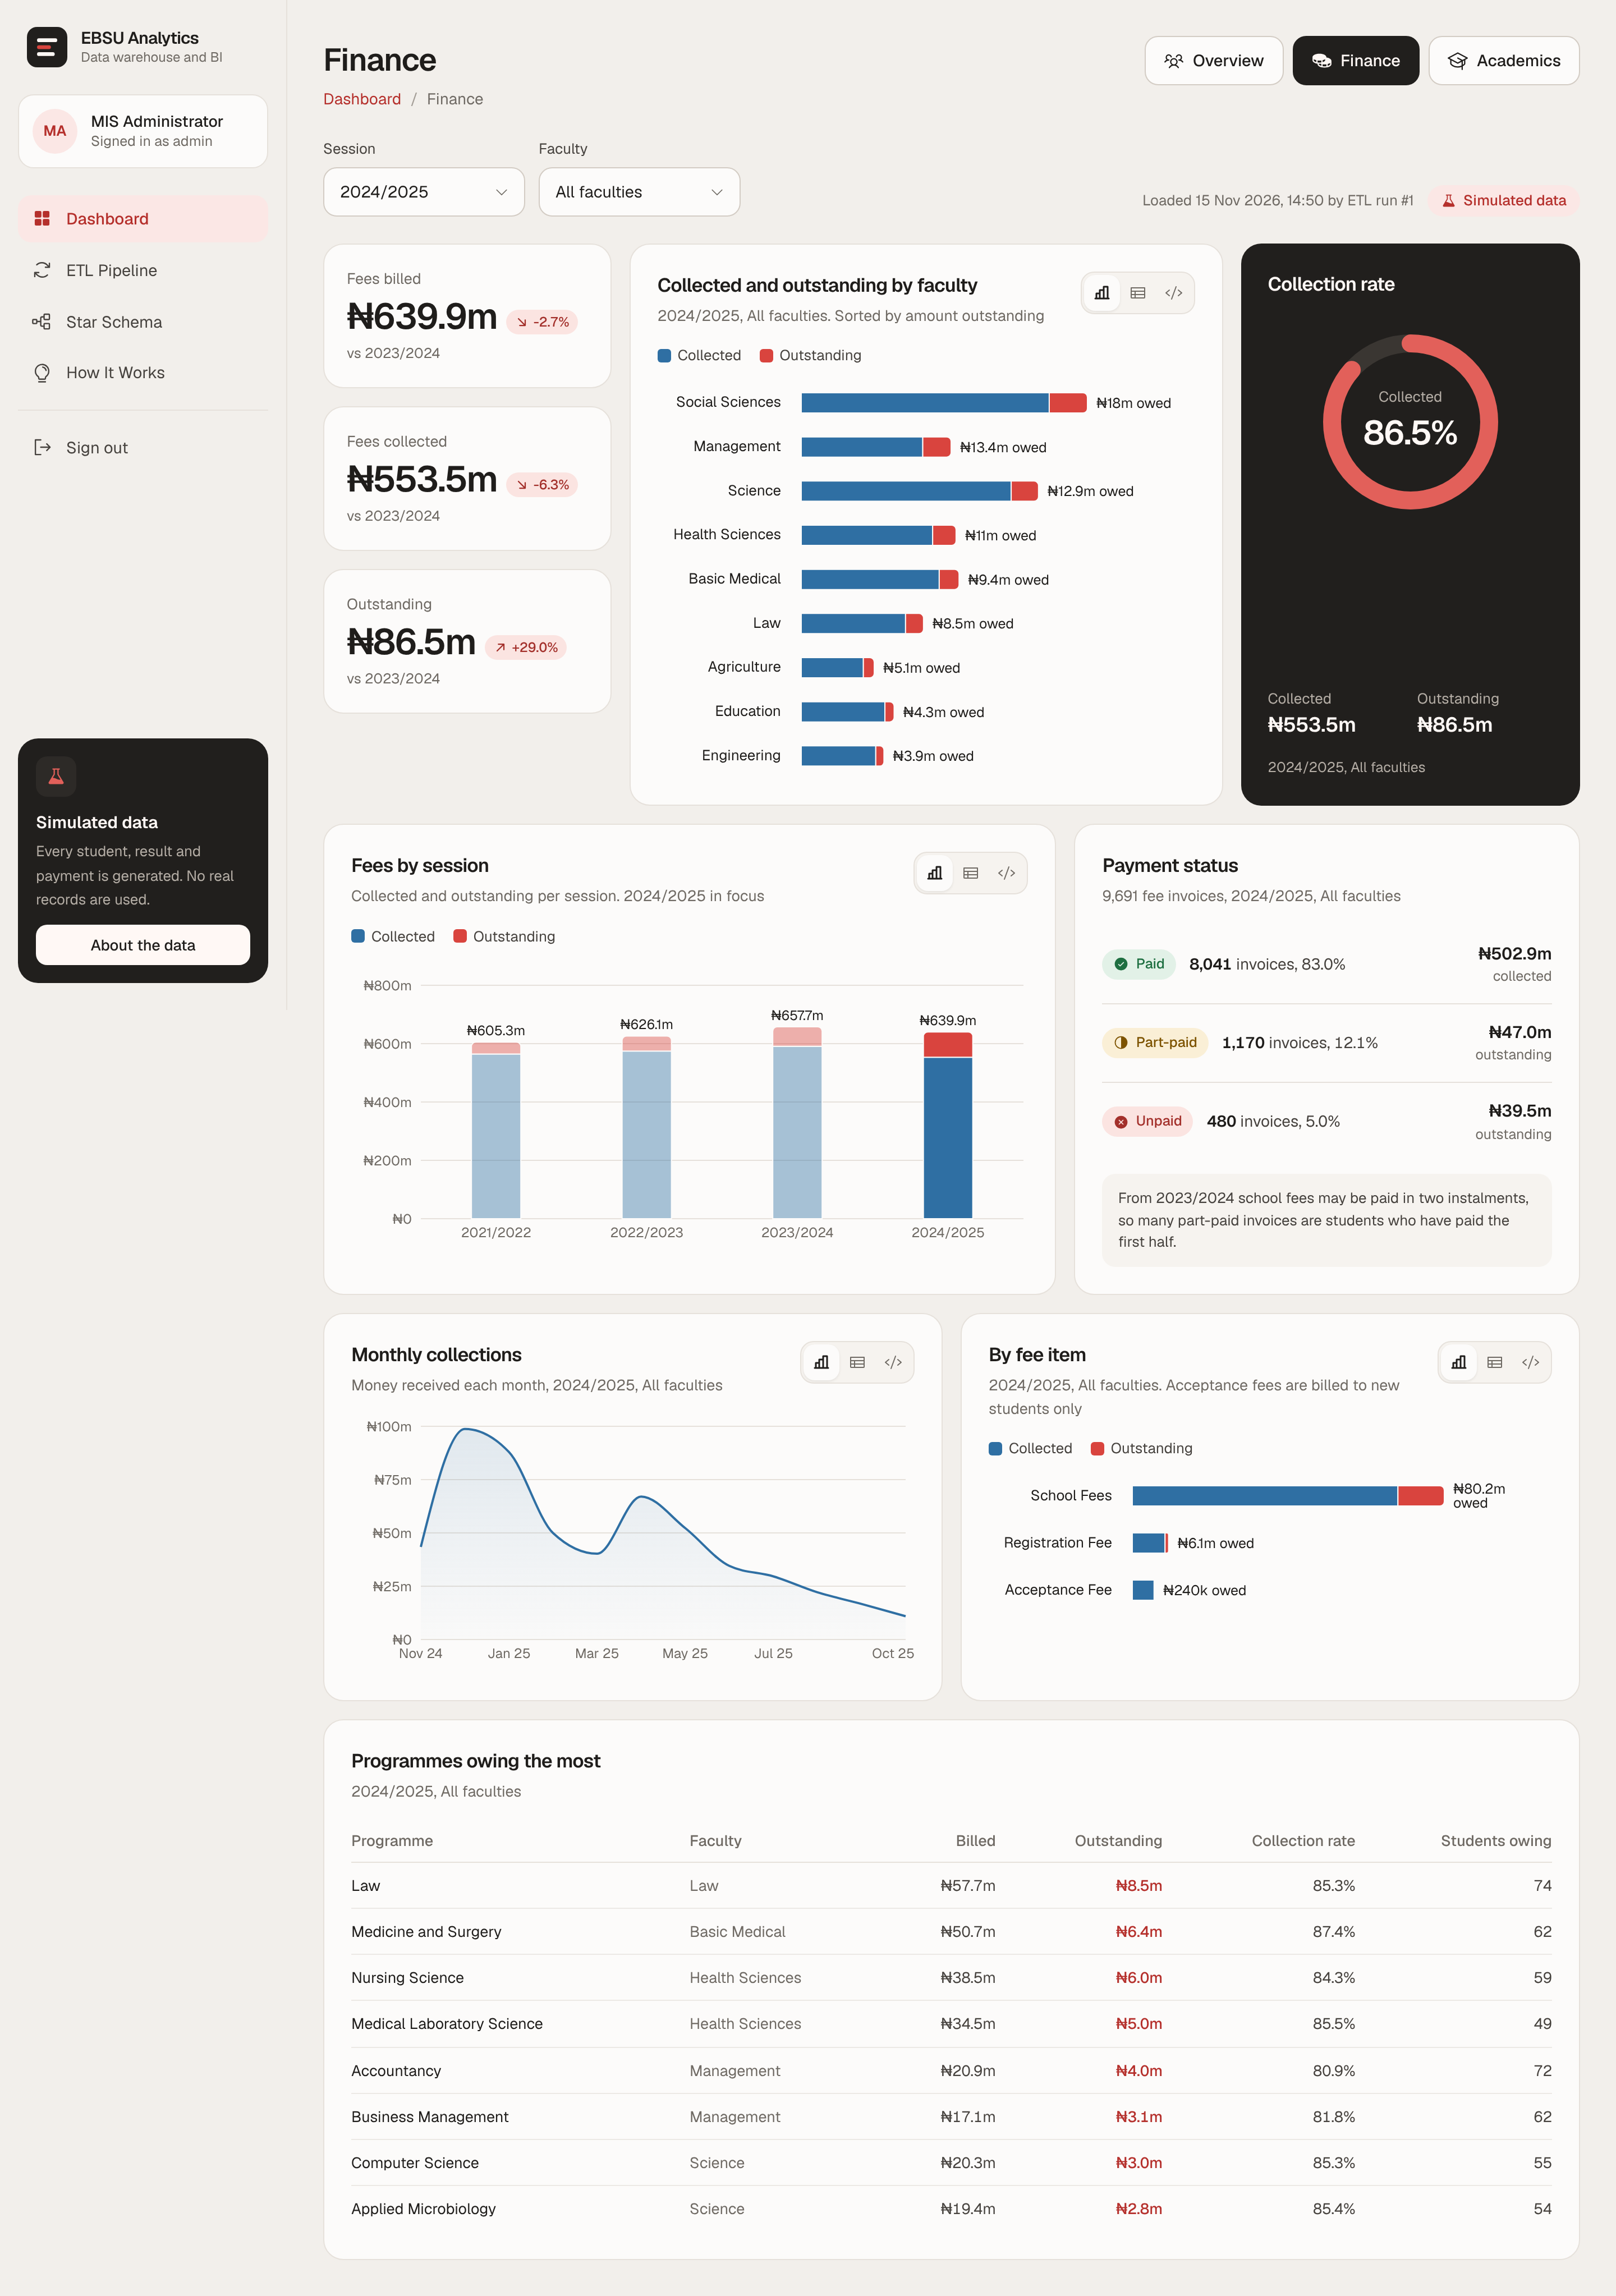 EBSU Analytics
Data warehouse and BI
MA
MIS Administrator
Signed in as admin
Dashboard
ETL Pipeline
Star Schema
How It Works
Sign out
Simulated data
Every student, result and
payment is generated. No real
records are used.
About the data
Finance
Dashboard / Finance
Overview
Finance
Academics
Session
2024/2025
Faculty
All faculties
Loaded 15 Nov 2026, 14:50 by ETL run #1
Simulated data
Fees billed
₦639.9m
-2.7%
vs 2023/2024
Fees collected
₦553.5m
-6.3%
vs 2023/2024
Outstanding
₦86.5m
+29.0%
vs 2023/2024
Collected and outstanding by faculty
2024/2025, All faculties. Sorted by amount outstanding
Collected
Outstanding
Social Sciences ₦18m owed
Management ₦13.4m owed
Science ₦12.9m owed
Health Sciences ₦11m owed
Basic Medical ₦9.4m owed
Law ₦8.5m owed
Agriculture ₦5.1m owed
Education ₦4.3m owed
Engineering ₦3.9m owed
Collection rate
Collected
86.5%
Collected Outstanding
₦553.5m ₦86.5m
2024/2025, All faculties
Fees by session
Collected and outstanding per session. 2024/2025 in focus
Collected
Outstanding
₦800m
₦600m
₦400m
₦200m
₦0
₦605.3m
₦626.1m
₦657.7m
₦639.9m
2021/2022 2022/2023 2023/2024 2024/2025
Payment status
9,691 fee invoices, 2024/2025, All faculties
Paid 8,041 invoices, 83.0% ₦502.9m
collected
Part-paid 1,170 invoices, 12.1% ₦47.0m
outstanding
Unpaid 480 invoices, 5.0% ₦39.5m
outstanding
From 2023/2024 school fees may be paid in two instalments,
so many part-paid invoices are students who have paid the
first half.
Monthly collections
Money received each month, 2024/2025, All faculties
₦100m
₦75m
₦50m
₦25m
₦0
Nov 24 Jan 25 Mar 25 May 25 Jul 25 Oct 25
By fee item
2024/2025, All faculties. Acceptance fees are billed to new
students only
Collected
Outstanding
School Fees ₦80.2m
owed
Registration Fee ₦6.1m owed
Acceptance Fee ₦240k owed
Programmes owing the most
2024/2025, All faculties
Programme Faculty Billed Outstanding Collection rate Students owing
Law Law ₦57.7m ₦8.5m 85.3% 74
Medicine and Surgery Basic Medical ₦50.7m ₦6.4m 87.4% 62
Nursing Science Health Sciences ₦38.5m ₦6.0m 84.3% 59
Medical Laboratory Science Health Sciences ₦34.5m ₦5.0m 85.5% 49
Accountancy Management ₦20.9m ₦4.0m 80.9% 72
Business Management Management ₦17.1m ₦3.1m 81.8% 62
Computer Science Science ₦20.3m ₦3.0m 85.3% 55
Applied Microbiology Science ₦19.4m ₦2.8m 85.4% 54